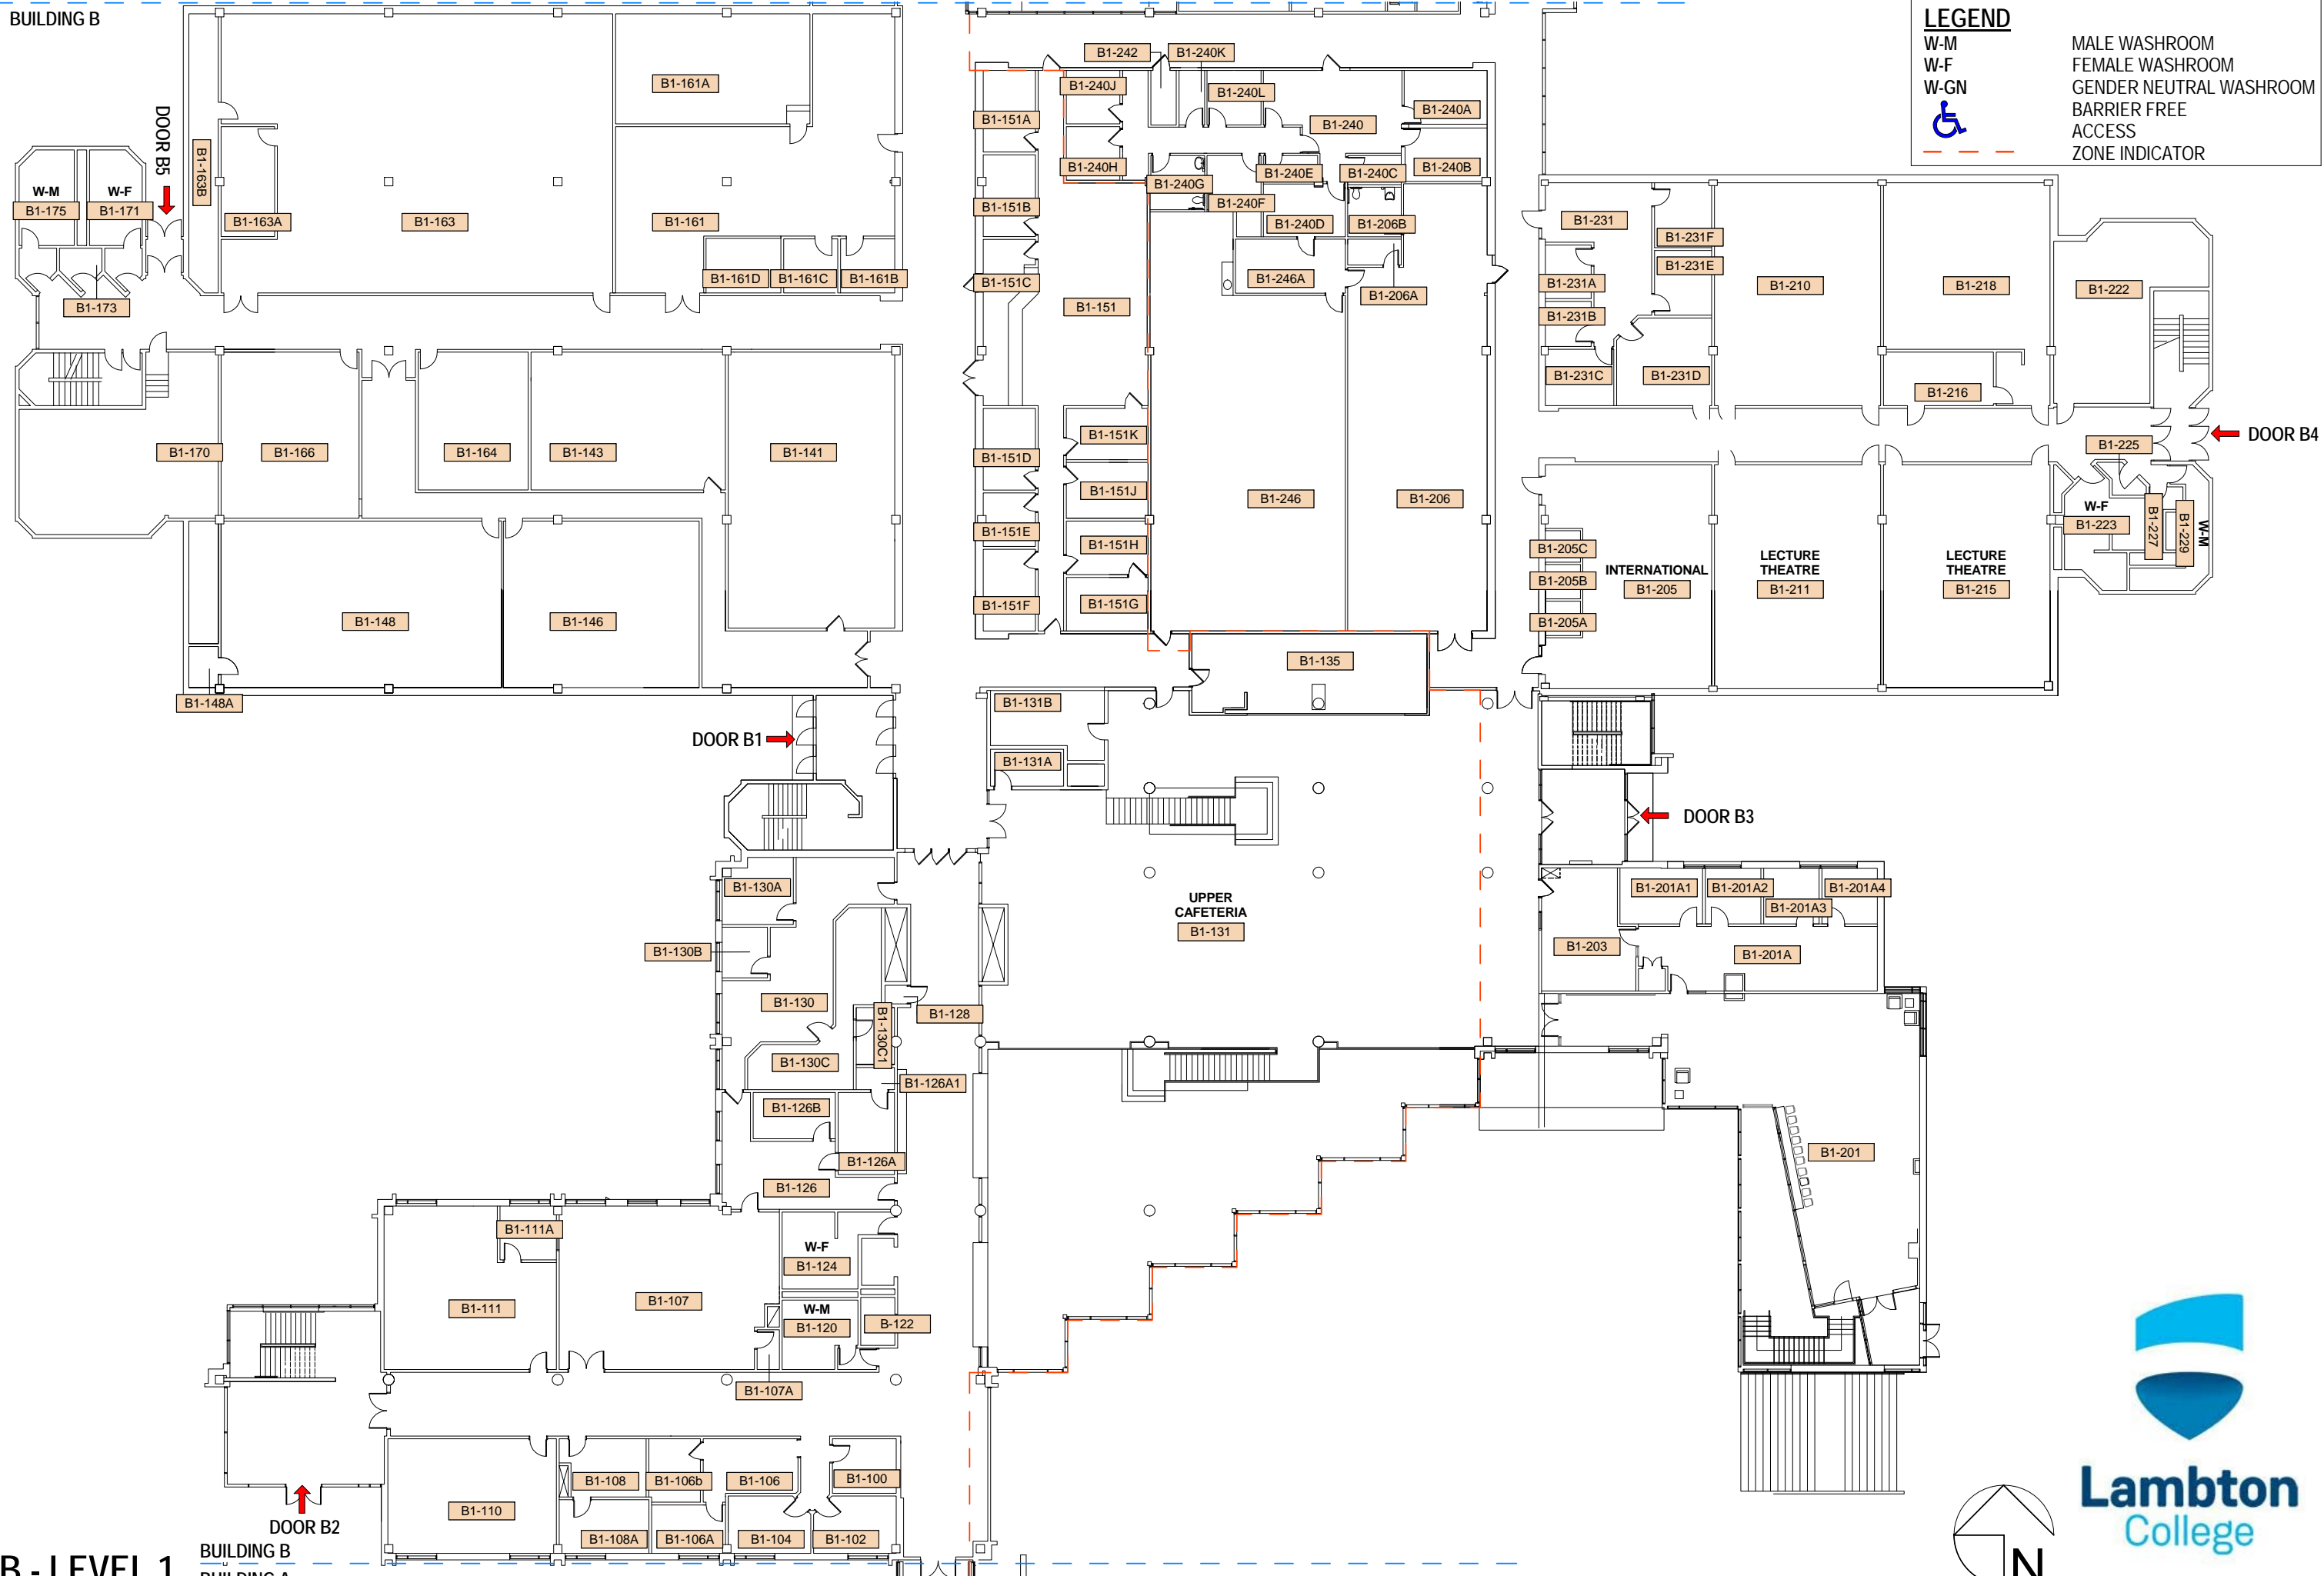 BUILDING B
LEGEND
W-M MALE WASHROOM
W-F FEMALE WASHROOM
W-GN GENDER NEUTRAL WASHROOM
BARRIER FREE
ACCESS
ZONE INDICATOR
B1-242
B1-240K
B1-161A
B1-240J
B1-240L
B1-240A
B1-151A
B1-240
DOOR B5
B1-163B
B1-240H
B1-240E
B1-240C
B1-240B
W-M
W-F
B1-240G
B1-175
B1-171
B1-151B
B1-240F
B1-163A
B1-163
B1-161
B1-240D
B1-206B
B1-231
B1-231F
B1-231E
B1-161D
B1-161C
B1-161B
B1-151C
B1-246A
B1-231A
B1-210
B1-218
B1-222
B1-206A
B1-173
B1-151
B1-231B
B1-231C
B1-231D
B1-216
B1-151K
DOOR B4
B1-225
B1-170
B1-166
B1-164
B1-143
B1-141
B1-151D
B1-151J
B1-246
B1-206
W-F
B1-223
B1-227
B1-229
W-M
B1-151E
B1-151H
B1-205C
INTERNATIONAL
B1-205
LECTURE
THEATRE
B1-211
LECTURE
THEATRE
B1-215
B1-205B
B1-151F
B1-151G
B1-205A
B1-148
B1-146
B1-135
B1-148A
B1-131B
DOOR B1
B1-131A
DOOR B3
B1-130A
B1-201A1
B1-201A2
B1-201A3
B1-201A4
UPPER
CAFETERIA
B1-131
B1-130B
B1-203
B1-201A
B1-130
B1-128
B1-130C1
B1-130C
B1-126A1
B1-126B
B1-201
B1-126A
B1-126
B1-111A
W-F
B1-124
B1-111
B1-107
W-M
B1-120
B-122
B1-107A
B1-108
B1-106b
B1-106
B1-100
B1-110
DOOR B2
B1-108A
B1-106A
B1-104
B1-102
Lambton
College
N
BUILDING B
B - LEVEL 1
BUILDING A